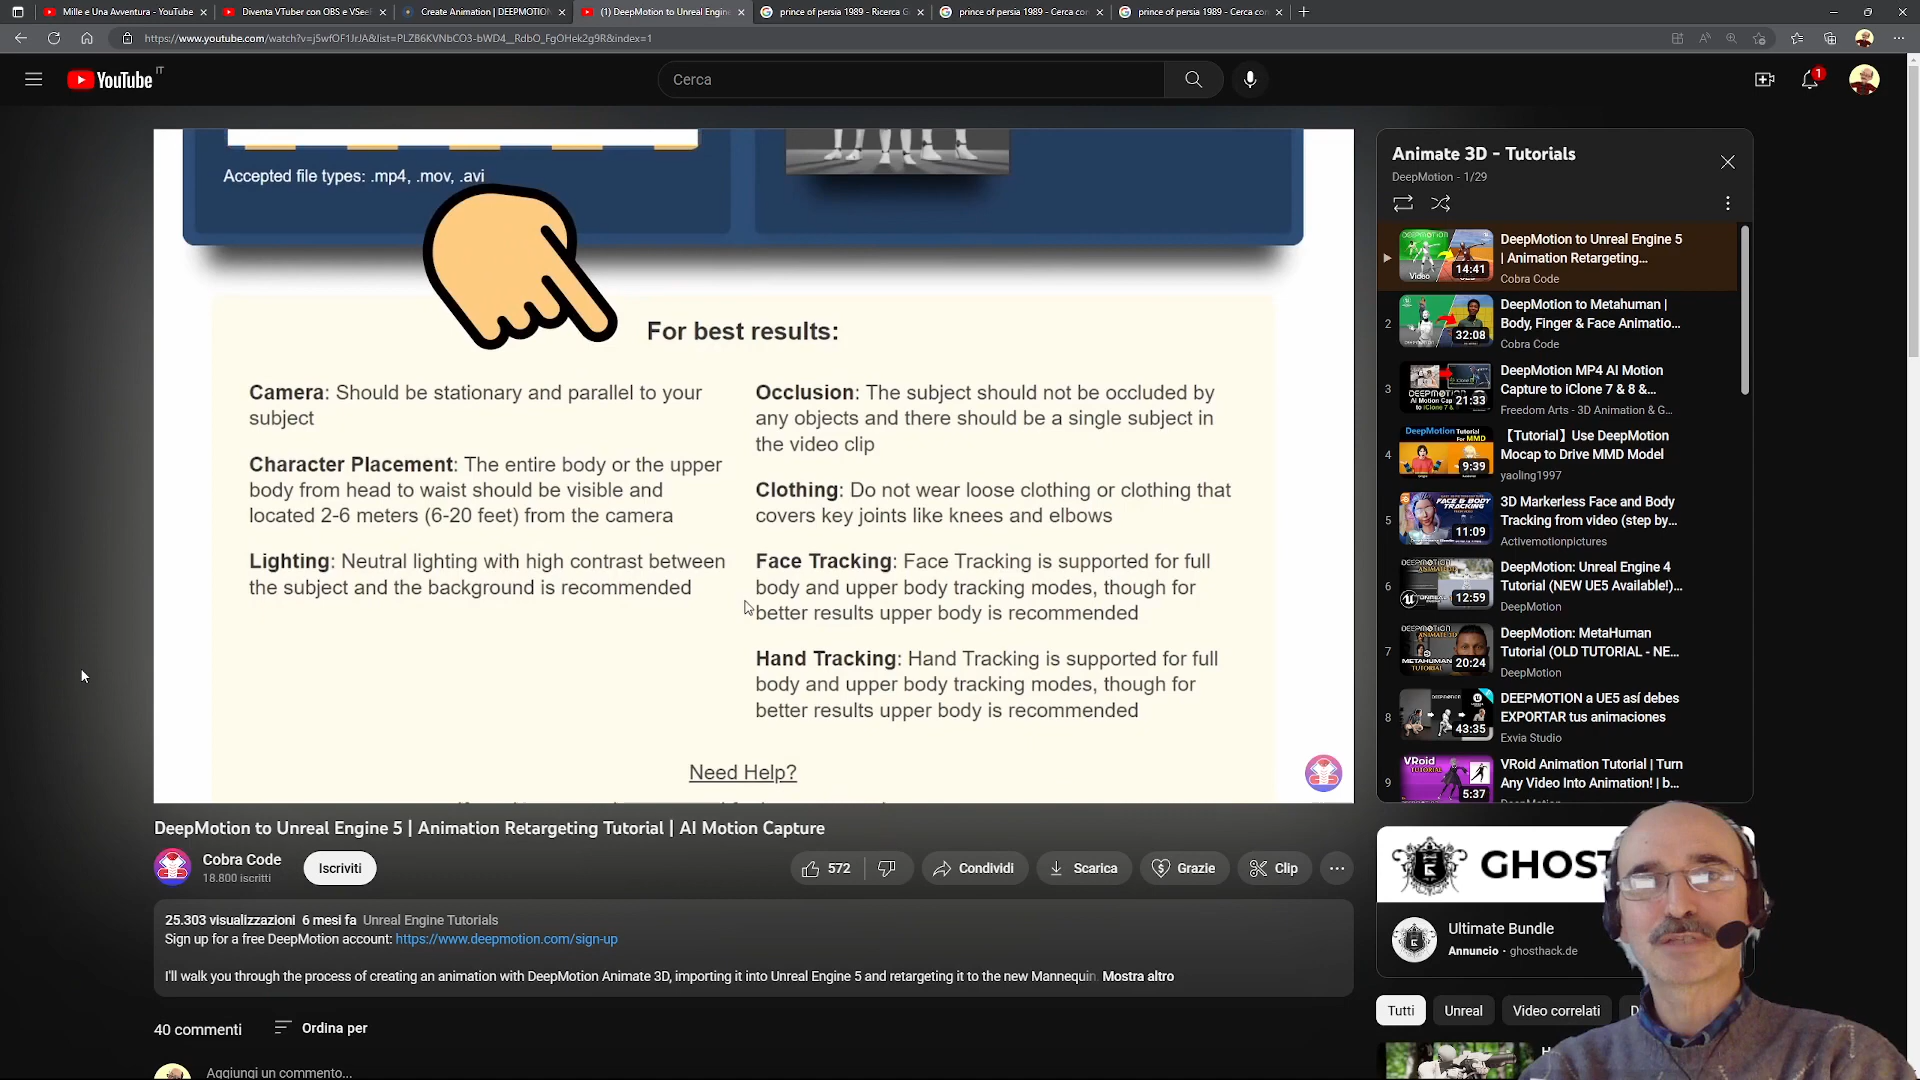 Mille e Una Avventura - YouTube
Diventa VTuber con OBS e VSeeF
Create Animation | DEEPMOTION
(1) DeepMotion to Unreal Engine
prince of persia 1989 - Ricerca G
prince of persia 1989 - Cerca con
prince of persia 1989 - Cerca con
https://www.youtube.com/watch?v=j5wfOF1JrJA&list=PLZB6KVNbCO3-bWD4__RdbO_FgOHek2g9R&index=1
YouTube IT
Cerca
1
Accepted file types: .mp4, .mov, .avi
For best results:
Camera: Should be stationary and parallel to your
subject
Character Placement: The entire body or the upper
body from head to waist should be visible and
located 2-6 meters (6-20 feet) from the camera
Lighting: Neutral lighting with high contrast between
the subject and the background is recommended
Occlusion: The subject should not be occluded by
any objects and there should be a single subject in
the video clip
Clothing: Do not wear loose clothing or clothing that
covers key joints like knees and elbows
Face Tracking: Face Tracking is supported for full
body and upper body tracking modes, though for
better results upper body is recommended
Hand Tracking: Hand Tracking is supported for full
body and upper body tracking modes, though for
better results upper body is recommended
Need Help?
DeepMotion to Unreal Engine 5 | Animation Retargeting Tutorial | AI Motion Capture
Cobra Code
18.800 iscritti
Iscriviti
572
Condividi
Scarica
Grazie
Clip
25.303 visualizzazioni 6 mesi fa Unreal Engine Tutorials
Sign up for a free DeepMotion account: https://www.deepmotion.com/sign-up
I'll walk you through the process of creating an animation with DeepMotion Animate 3D, importing it into Unreal Engine 5 and retargeting it to the new Mannequin. Mostra altro
40 commenti
Ordina per
Aggiungi un commento...
Animate 3D - Tutorials
DeepMotion - 1/29
14:41
DeepMotion to Unreal Engine 5
| Animation Retargeting...
Cobra Code
2
32:08
DeepMotion to Metahuman |
Body, Finger & Face Animatio...
Cobra Code
3
21:33
DeepMotion MP4 AI Motion
Capture to iClone 7 & 8 &...
Freedom Arts - 3D Animation & G...
4
9:39
【Tutorial】Use DeepMotion
Mocap to Drive MMD Model
yaoling1997
5
11:09
3D Markerless Face and Body
Tracking from video (step by...
Activemotionpictures
6
12:59
DeepMotion: Unreal Engine 4
Tutorial (NEW UE5 Available!)...
DeepMotion
7
20:24
DeepMotion: MetaHuman
Tutorial (OLD TUTORIAL - NE...
DeepMotion
8
43:35
DEEPMOTION a UE5 así debes
EXPORTAR tus animaciones
Exvia Studio
9
5:37
VRoid Animation Tutorial | Turn
Any Video Into Animation! | b...
GHOST
Ultimate Bundle
Annuncio · ghosthack.de
Tutti
Unreal
Video correlati